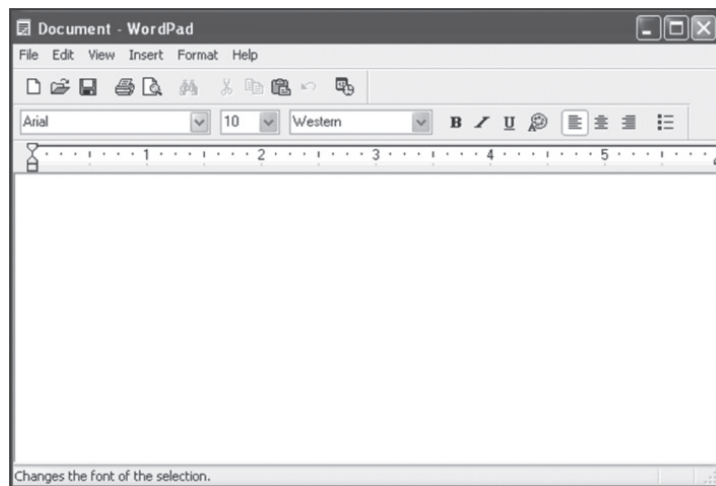 Document - WordPad
File Edit View Insert Format Help
Arial 10 Western B I U
1 2 3 4 5
Changes the font of the selection.